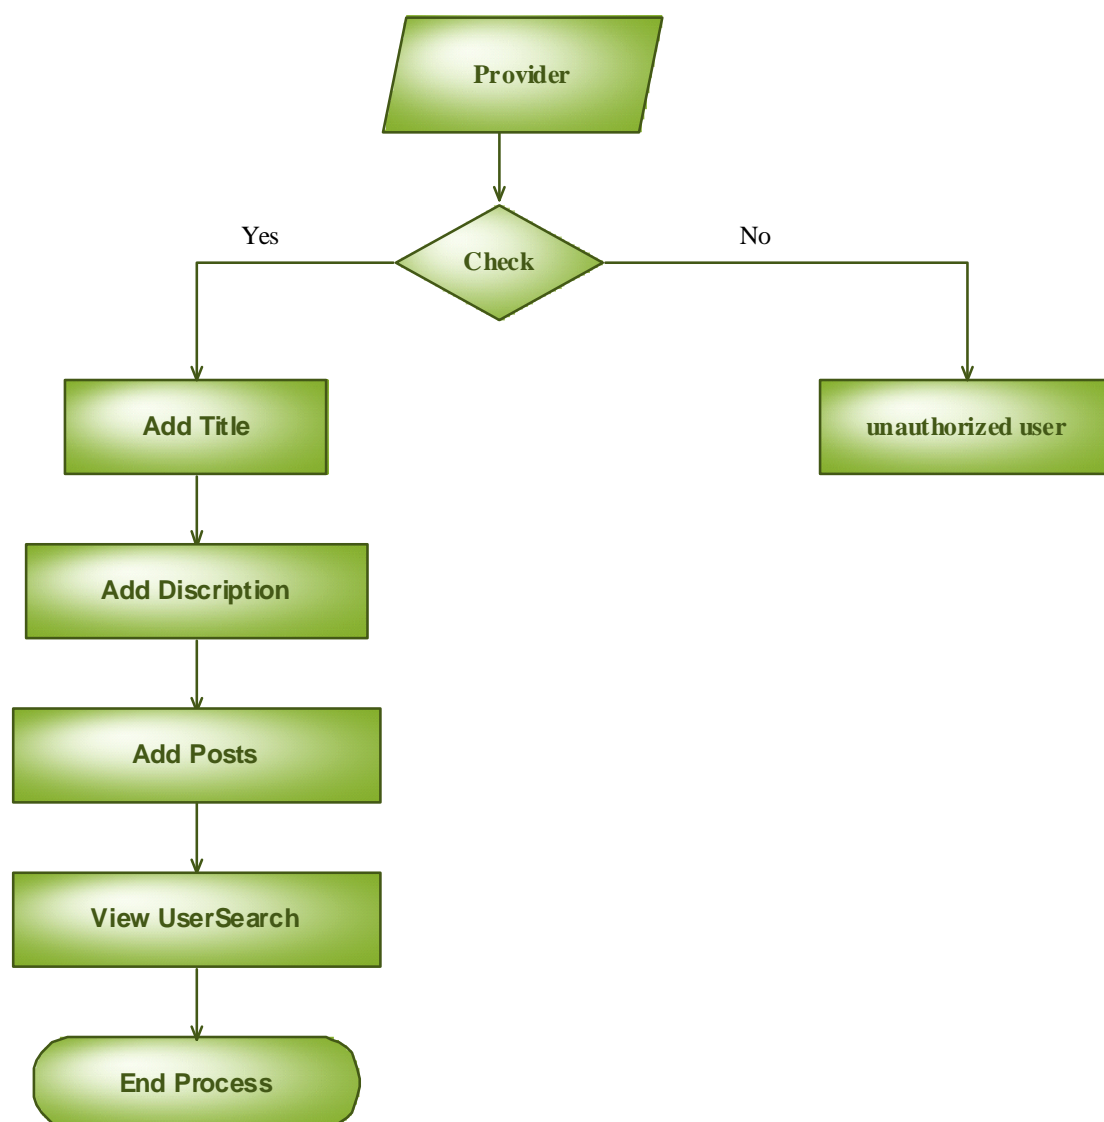 Provider
Yes
No
Check
Add Title
unauthorized user
Add Discription
Add Posts
View UserSearch
End Process